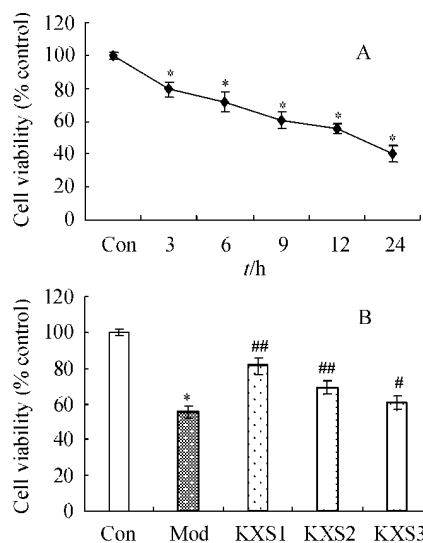 A
Cell viability (% control)
120
100
80
60
40
20
0
* * * * *
Con 3 6 9 12 24
t/h
B
Cell viability (% control)
120
100
80
60
40
20
0
* ## ## #
Con Mod KXS1 KXS2 KXS3